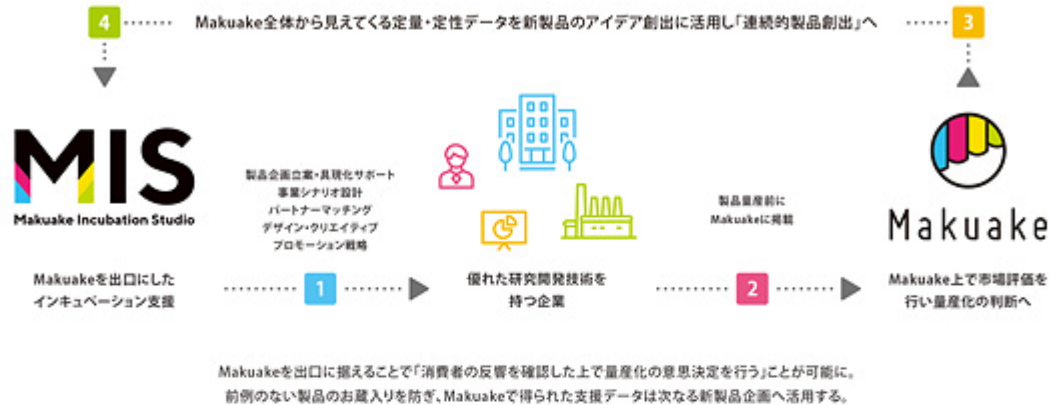 4
Makuake全体から見えてくる定量・定性データを新製品のアイデア創出に活用し「連続的製品創出」へ
3
MIS
Makuake Incubation Studio
Makuakeを出口にした
インキュベーション支援
製品企画立案・具現化サポート
事業シナリオ設計
パートナーマッチング
デザイン・クリエイティブ
プロモーション戦略
1
優れた研究開発技術を
持つ企業
製品量産前に
Makuakeに掲載
2
Makuake
Makuake上で市場評価を
行い量産化の判断へ
Makuakeを出口に据えることで「消費者の反響を確認した上で量産化の意思決定を行う」ことが可能に。
前例のない製品のお蔵入りを防ぎ、Makuakeで得られた支援データは次なる新製品企画へ活用する。